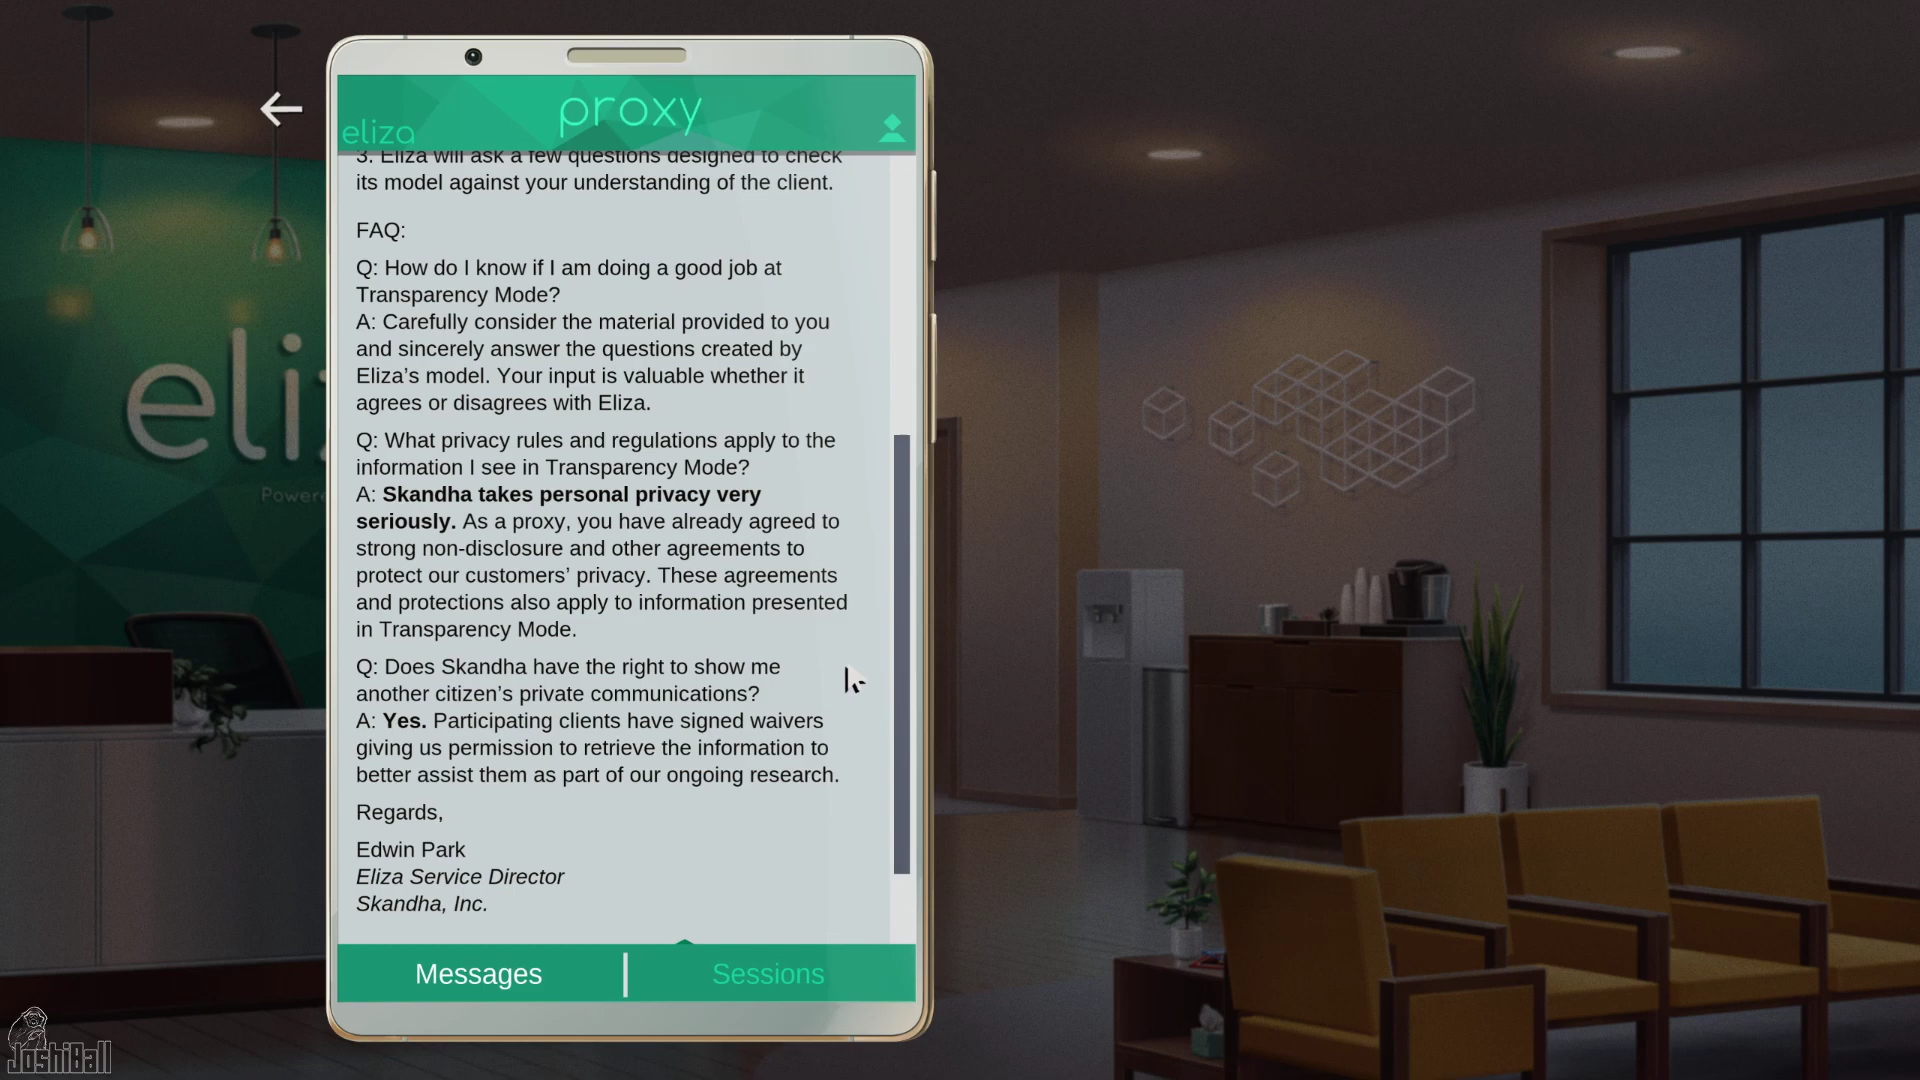 proxy
eliza
3. Eliza will ask a few questions designed to check
its model against your understanding of the client.
FAQ:
Q: How do I know if I am doing a good job at
Transparency Mode?
A: Carefully consider the material provided to you
and sincerely answer the questions created by
Eliza’s model. Your input is valuable whether it
agrees or disagrees with Eliza.
Q: What privacy rules and regulations apply to the
information I see in Transparency Mode?
A: Skandha takes personal privacy very
seriously. As a proxy, you have already agreed to
strong non-disclosure and other agreements to
protect our customers’ privacy. These agreements
and protections also apply to information presented
in Transparency Mode.
Q: Does Skandha have the right to show me
another citizen’s private communications?
A: Yes. Participating clients have signed waivers
giving us permission to retrieve the information to
better assist them as part of our ongoing research.
Regards,
Edwin Park
Eliza Service Director
Skandha, Inc.
Messages
Sessions
eli
Powere
JoshiBall